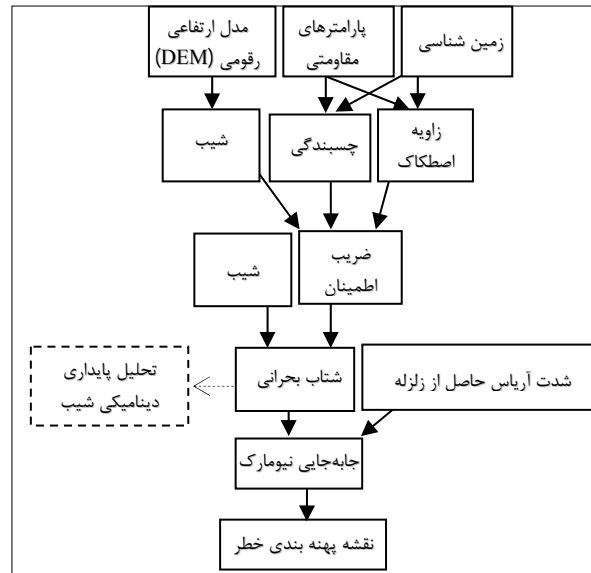 زمین شناسی
پارامترهای
مقاومتی
مدل ارتفاعی
رقومی (DEM)
زاویه
اصطکاک
چسبندگی
شیب
ضریب
اطمینان
شیب
شدت آریاس حاصل از زلزله
شتاب بحرانی
تحلیل پایداری
دینامیکی شیب
جابه‌جایی نیومارک
نقشه پهنه بندی خطر